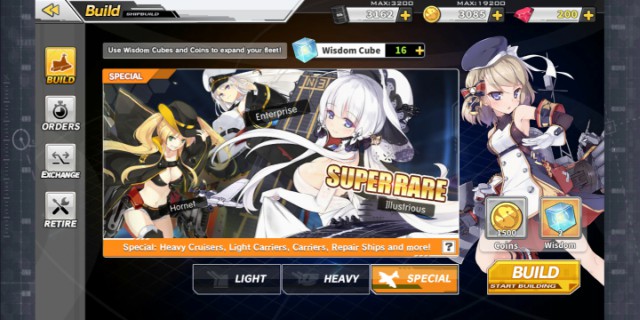 Build SHIPBUILD
MAX:3200
3162
MAX:19200
3085
200
Use Wisdom Cubes and Coins to expand your fleet!
Wisdom Cube
16
BUILD
ORDERS
EXCHANGE
RETIRE
SPECIAL
Enterprise
Hornet
SUPER RARE
Illustrious
Special: Heavy Cruisers, Light Carriers, Carriers, Repair Ships and more!
?
1500
Coins
2
Wisdom
LIGHT
HEAVY
SPECIAL
BUILD
START BUILDING